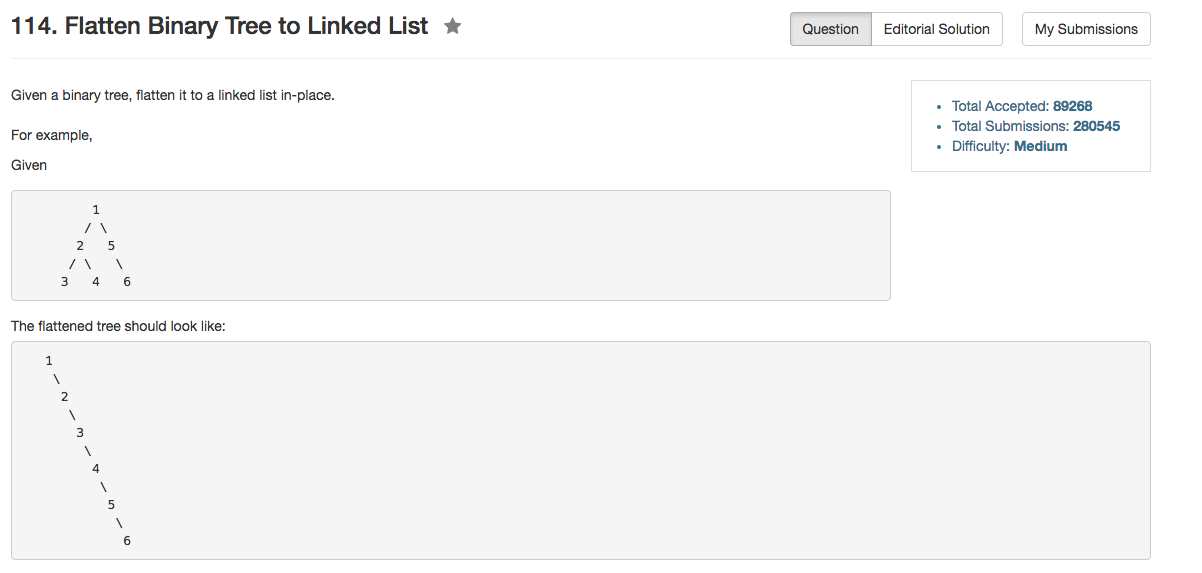 114. Flatten Binary Tree to Linked List ★
Question Editorial Solution My Submissions
Given a binary tree, flatten it to a linked list in-place.
• Total Accepted: 89268
• Total Submissions: 280545
• Difficulty: Medium
For example,
Given
1
/ \
2 5
/ \ \
3 4 6
The flattened tree should look like:
1
\
2
\
3
\
4
\
5
\
6